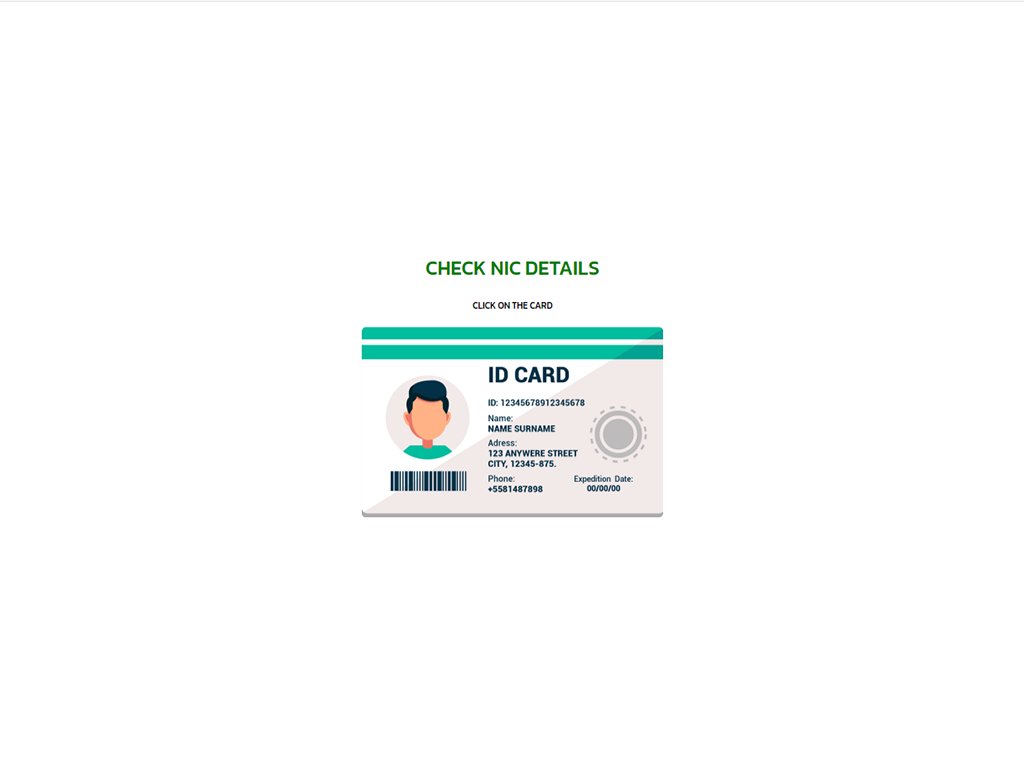 CHECK NIC DETAILS
CLICK ON THE CARD
ID CARD
ID: 12345678912345678
Name:
NAME SURNAME
Adress:
123 ANYWERE STREET
CITY, 12345-875.
Phone:
+5581487898
Expedition Date:
00/00/00